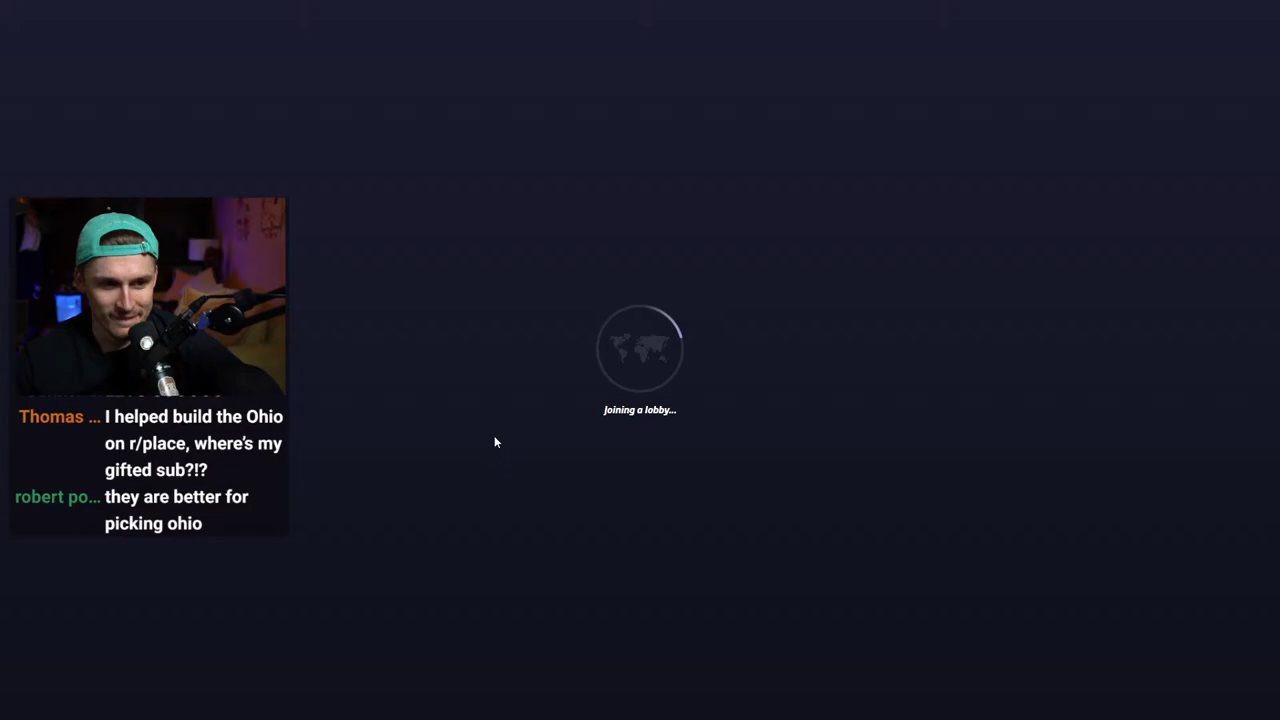 Joining a lobby...
Thomas ... I helped build the Ohio
on r/place, where's my
gifted sub?!?
robert po... they are better for
picking ohio